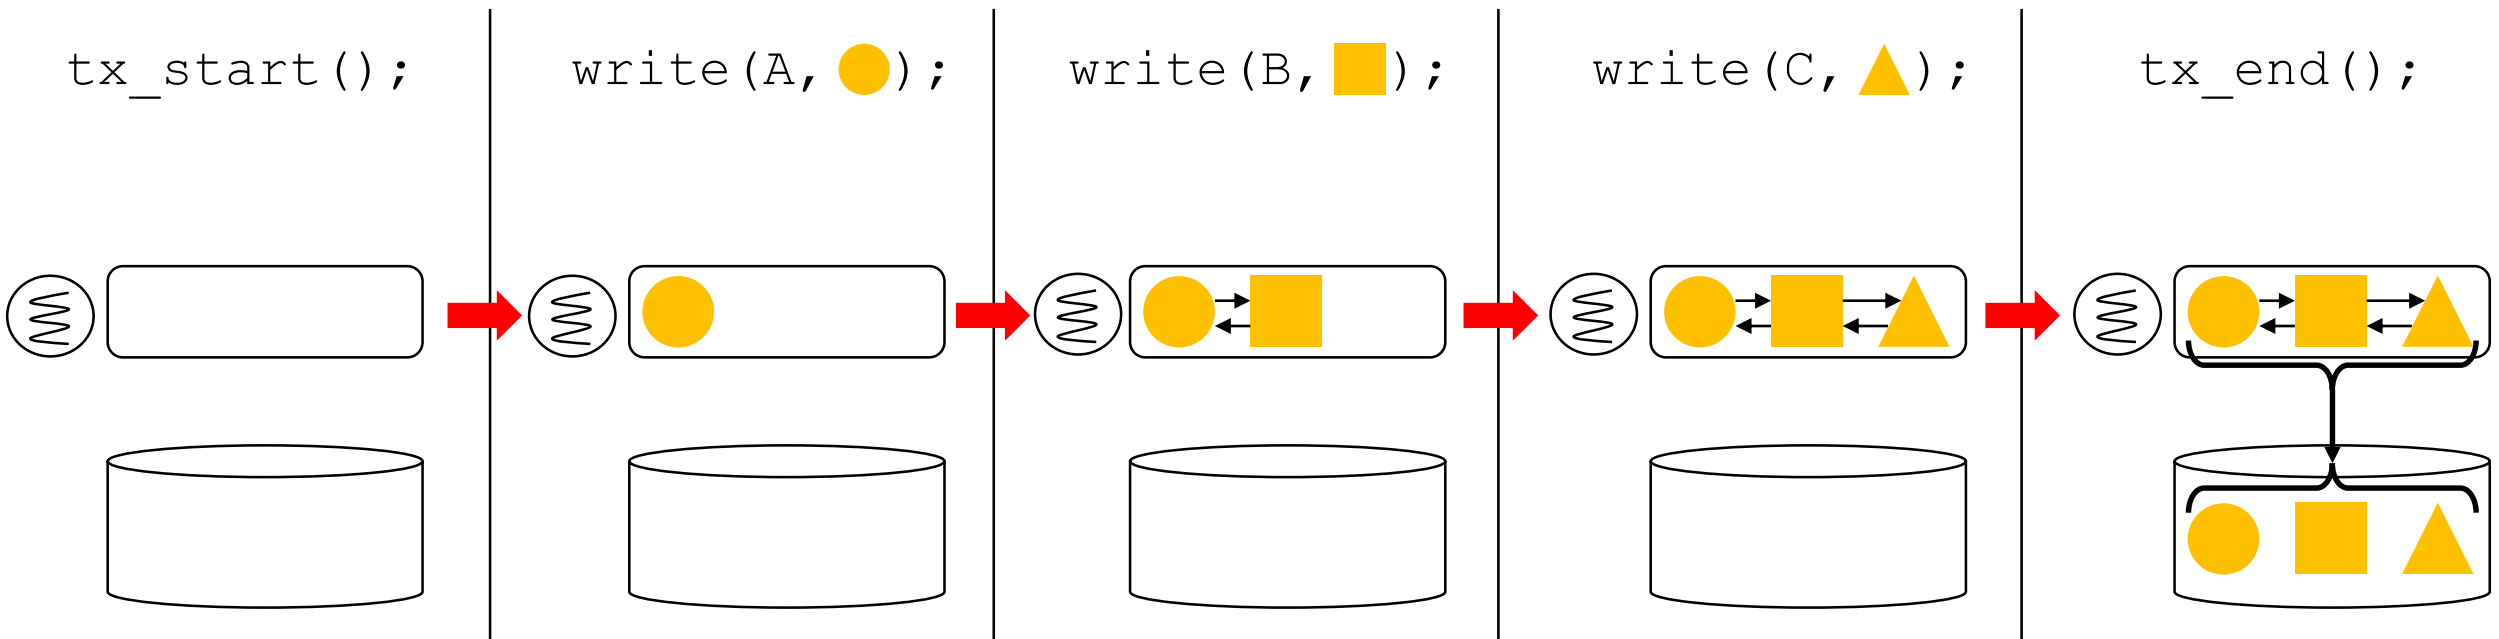 tx_start();
write(A, );
write(B, );
write(C, );
tx_end();